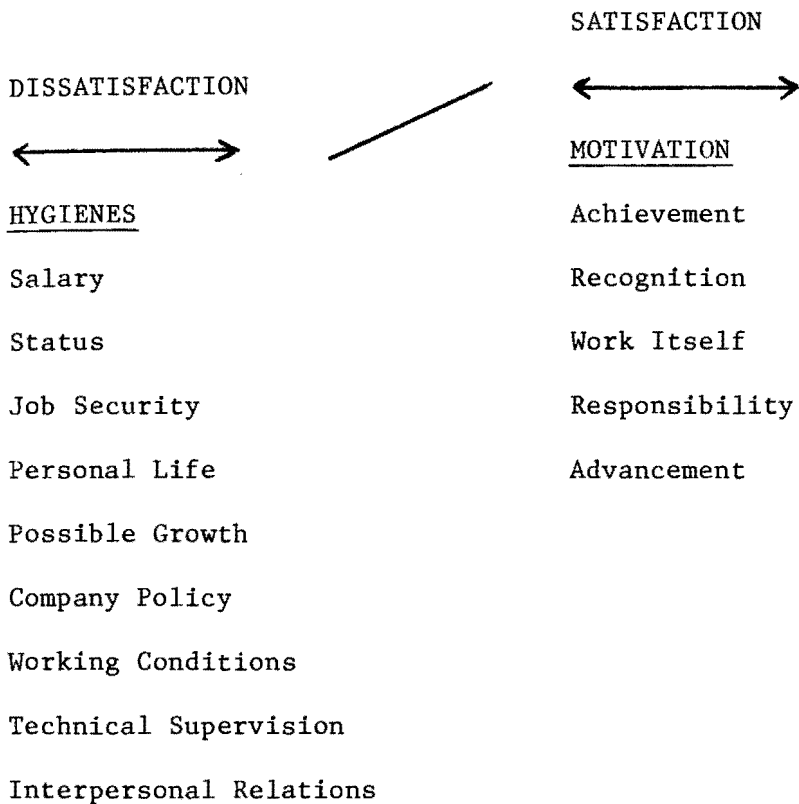 DISSATISFACTION
HYGIENES
Salary
Status
Job Security
Personal Life
Possible Growth
Company Policy
Working Conditions
Technical Supervision
Interpersonal Relations
SATISFACTION
MOTIVATION
Achievement
Recognition
Work Itself
Responsibility
Advancement